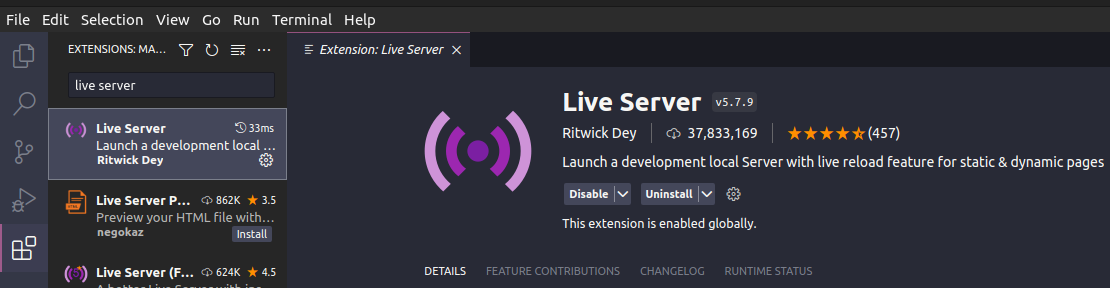 File Edit Selection View Go Run Terminal Help
EXTENSIONS: MA...
live server
Live Server 33ms
Launch a development local ...
Ritwick Dey
Live Server P... 862K 3.5
Preview your HTML file with...
negokaz Install
Live Server (F... 624K 4.5
Extension: Live Server
Live Server v5.7.9
Ritwick Dey 37,833,169 (457)
Launch a development local Server with live reload feature for static & dynamic pages
Disable Uninstall
This extension is enabled globally.
DETAILS FEATURE CONTRIBUTIONS CHANGELOG RUNTIME STATUS